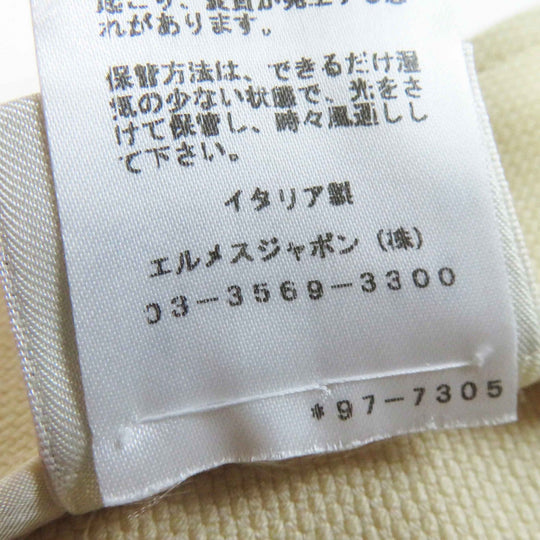 れがあります。
保管方法は、できるだけ湿
気の少ない状態で、光をさ
けて保管し、時々風通しし
て下さい。
イタリア製
エルメスジャポン(株)
03-3569-3300
*97-7305